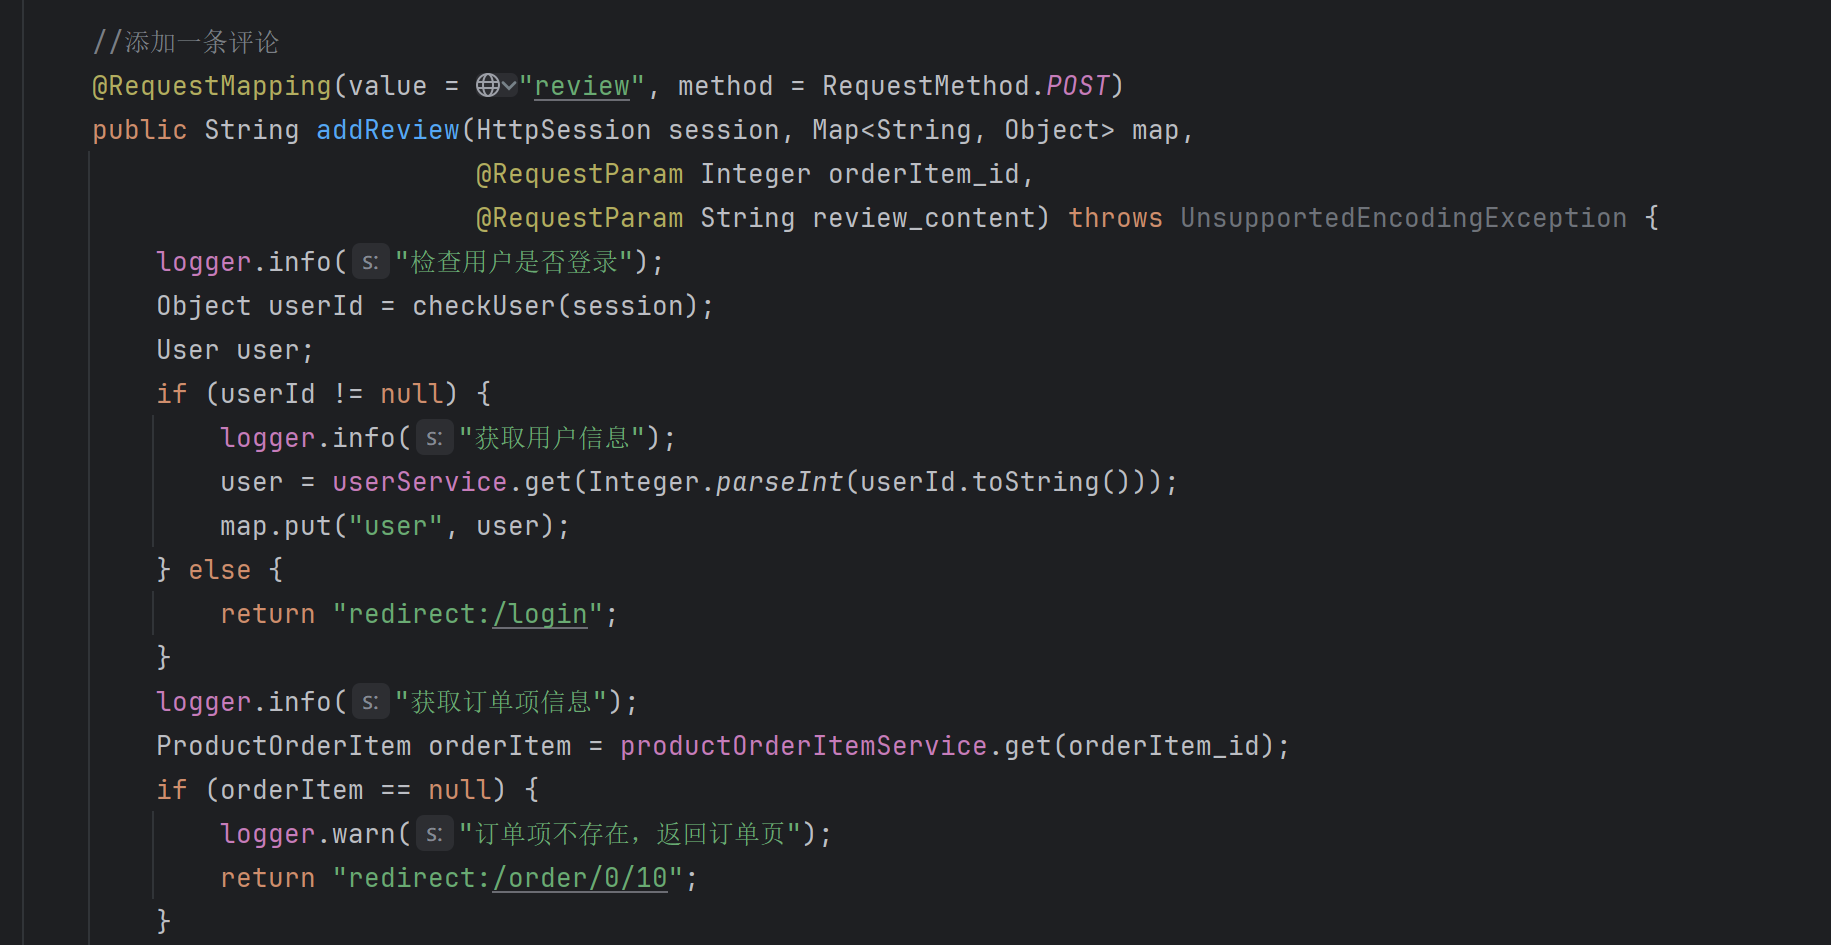 //添加一条评论
@RequestMapping(value = "review", method = RequestMethod.POST)
public String addReview(HttpSession session, Map<String, Object> map,
@RequestParam Integer orderItem_id,
@RequestParam String review_content) throws UnsupportedEncodingException {
logger.info( s: "检查用户是否登录");
Object userId = checkUser(session);
User user;
if (userId != null) {
logger.info( s: "获取用户信息");
user = userService.get(Integer.parseInt(userId.toString()));
map.put("user", user);
} else {
return "redirect:/login";
}
logger.info( s: "获取订单项信息");
ProductOrderItem orderItem = productOrderItemService.get(orderItem_id);
if (orderItem == null) {
logger.warn( s: "订单项不存在，返回订单页");
return "redirect:/order/0/10";
}